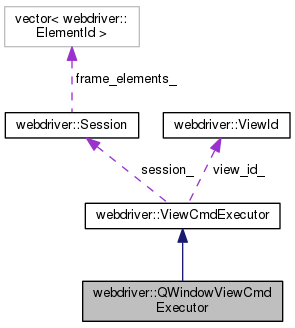 vector< webdriver::
ElementId >
frame_elements_
webdriver::Session
webdriver::ViewId
session_
view_id_
webdriver::ViewCmdExecutor
webdriver::QWindowViewCmd
Executor